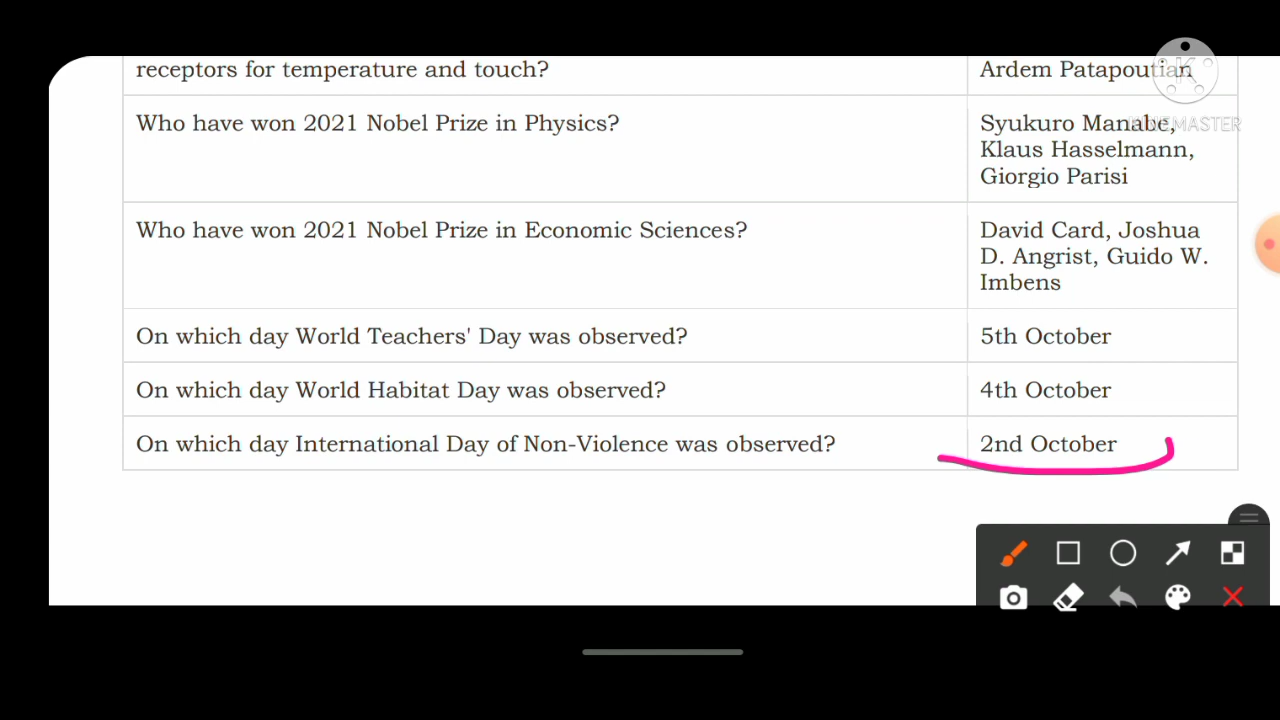 receptors for temperature and touch?
Ardem Patapoutian
Who have won 2021 Nobel Prize in Physics?
Syukuro Manabe,
Klaus Hasselmann,
Giorgio Parisi
KINEMASTER
Who have won 2021 Nobel Prize in Economic Sciences?
David Card, Joshua
D. Angrist, Guido W.
Imbens
On which day World Teachers' Day was observed?
5th October
On which day World Habitat Day was observed?
4th October
On which day International Day of Non-Violence was observed?
2nd October